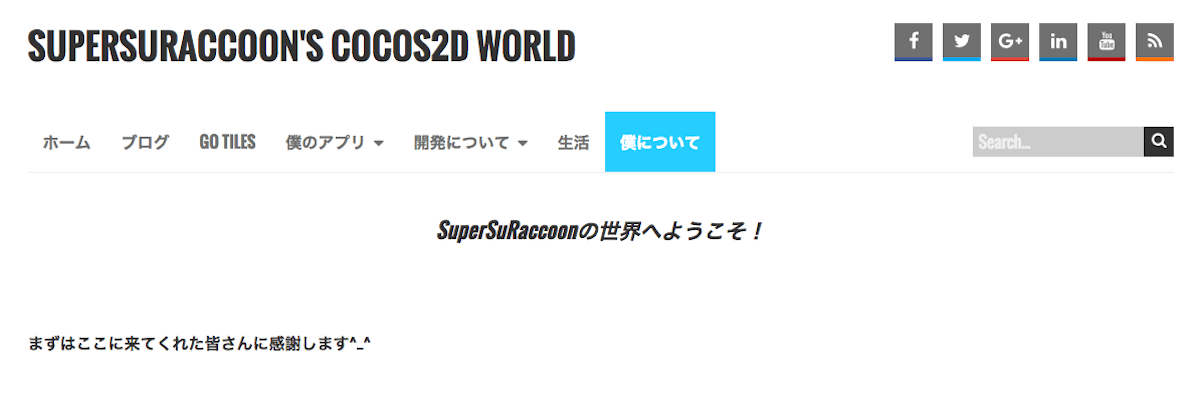 SUPERSURACCOON'S COCOS2D WORLD
f G+ in You Tube
ホーム ブログ GO TILES 僕のアプリ 開発について 生活 僕について Search...
SuperSuRaccoonの世界へようこそ！
まずはここに来てくれた皆さんに感謝します^_^